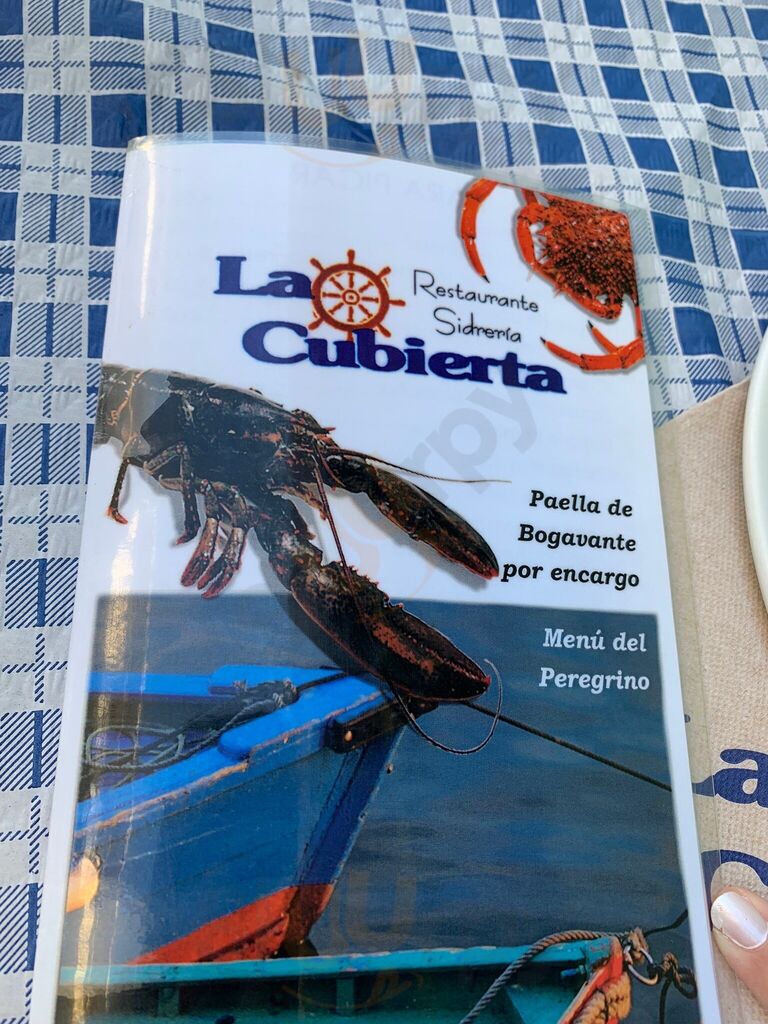 La
Cubierta
Restaurante
Sidrería
Paella de
Bogavante
por encargo
Menú del
Peregrino
a